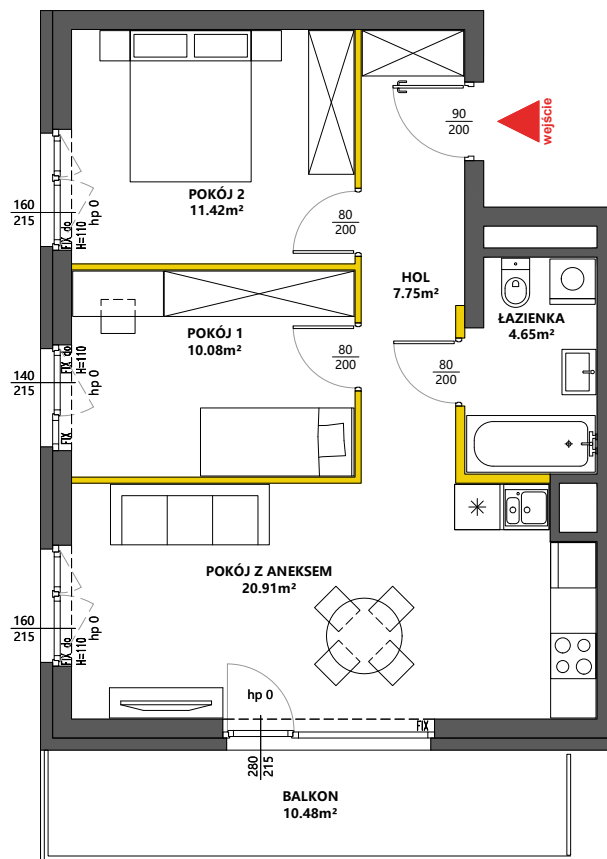 90
200
wejście
POKÓJ 2
11.42m²
160
215
hp 0
FIX do
H=110
80
200
HOL
7.75m²
ŁAZIENKA
4.65m²
POKÓJ 1
10.08m²
80
200
80
200
140
215
FIX do
H=110
hp 0
FIX
POKÓJ Z ANEKSEM
20.91m²
160
215
hp 0
FIX do
H=110
hp 0
FIX
280
215
BALKON
10.48m²